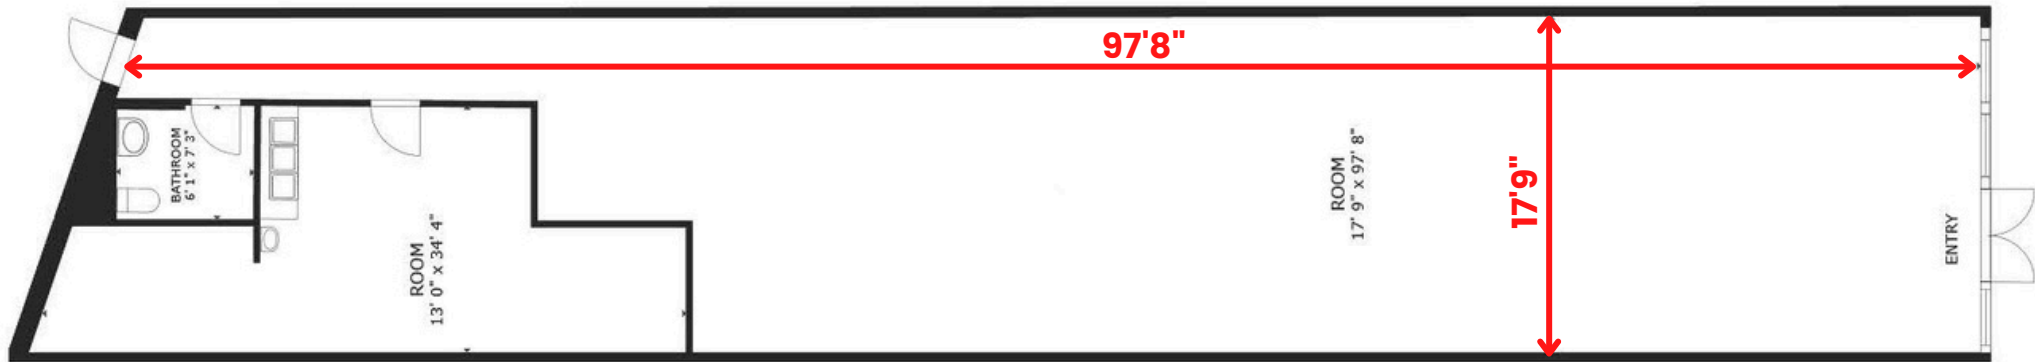 97'8"
BATHROOM
6' 1" x 7' 3"
ROOM
13' 0" x 34' 4"
ROOM
17' 9" x 97' 8"
17'9"
ENTRY